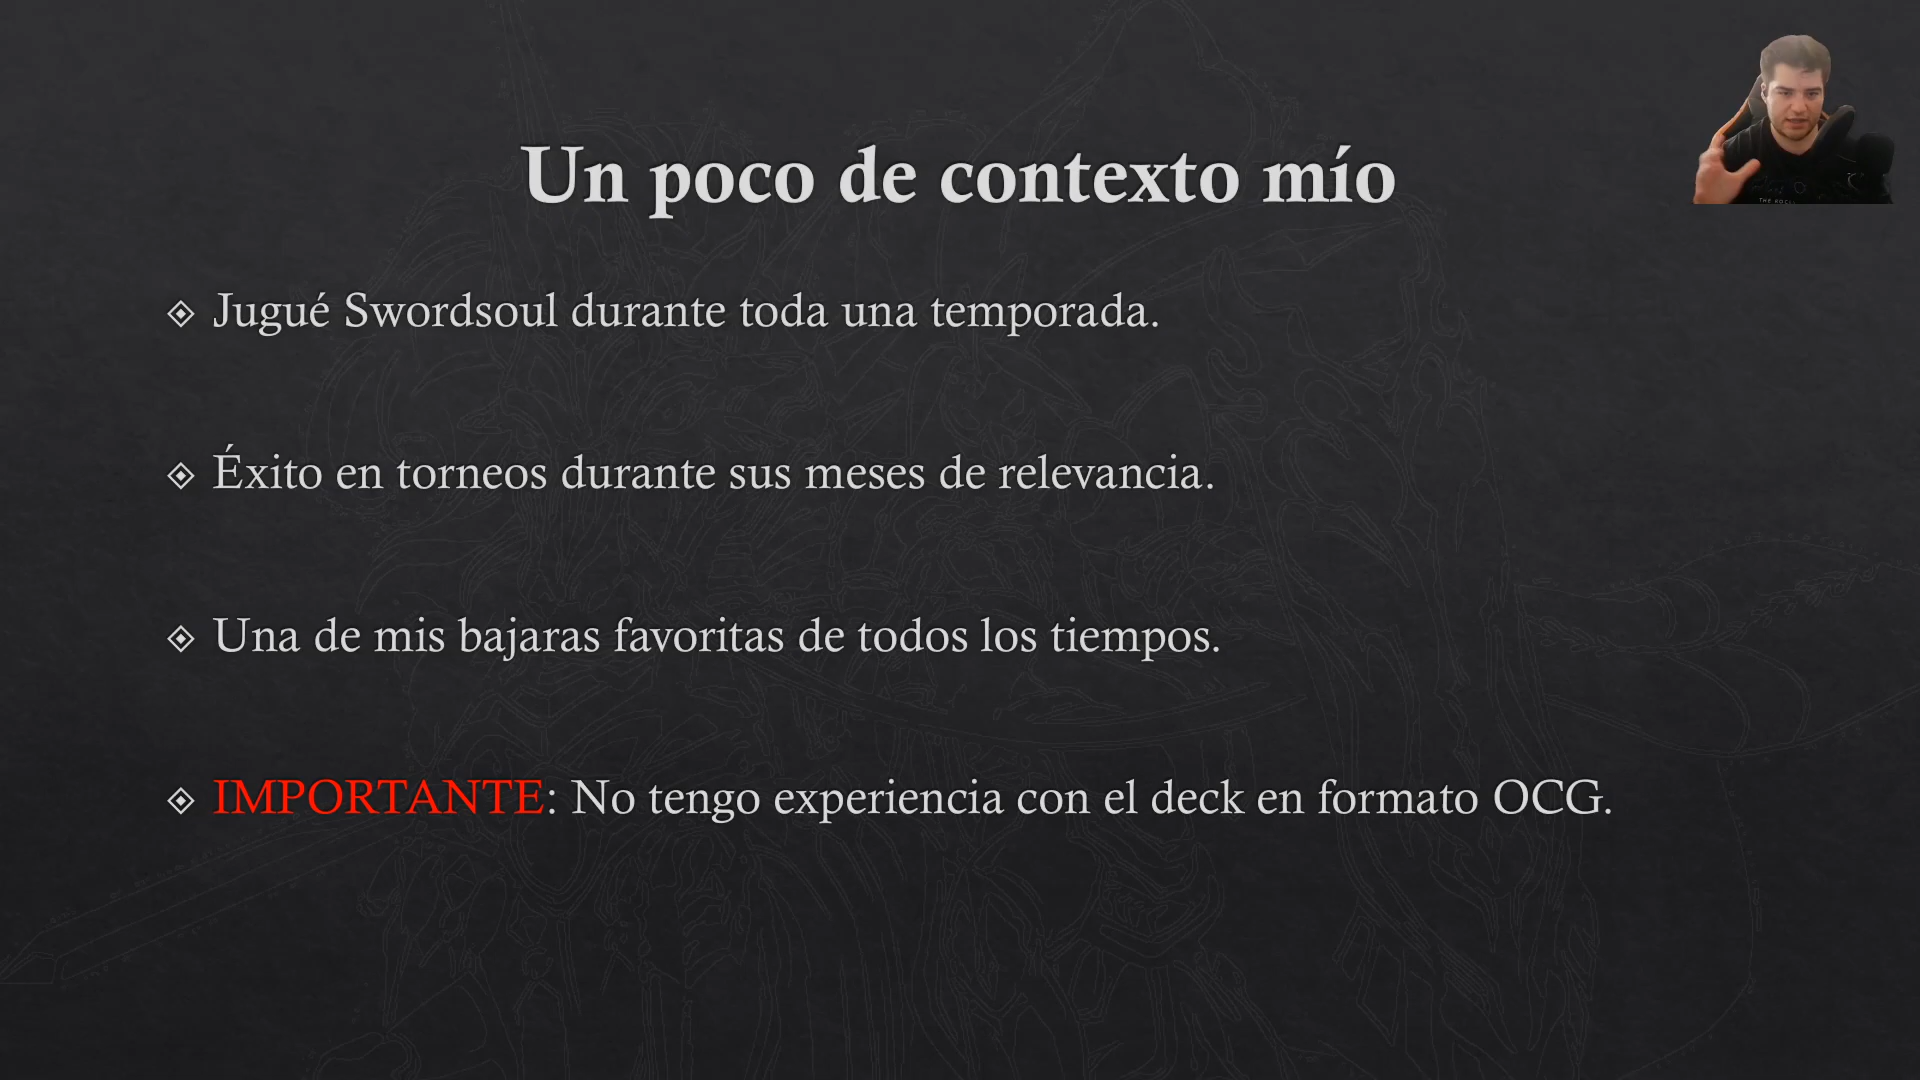 Un poco de contexto mío
Jugué Swordsoul durante toda una temporada.
Éxito en torneos durante sus meses de relevancia.
Una de mis bajaras favoritas de todos los tiempos.
IMPORTANTE: No tengo experiencia con el deck en formato OCG.